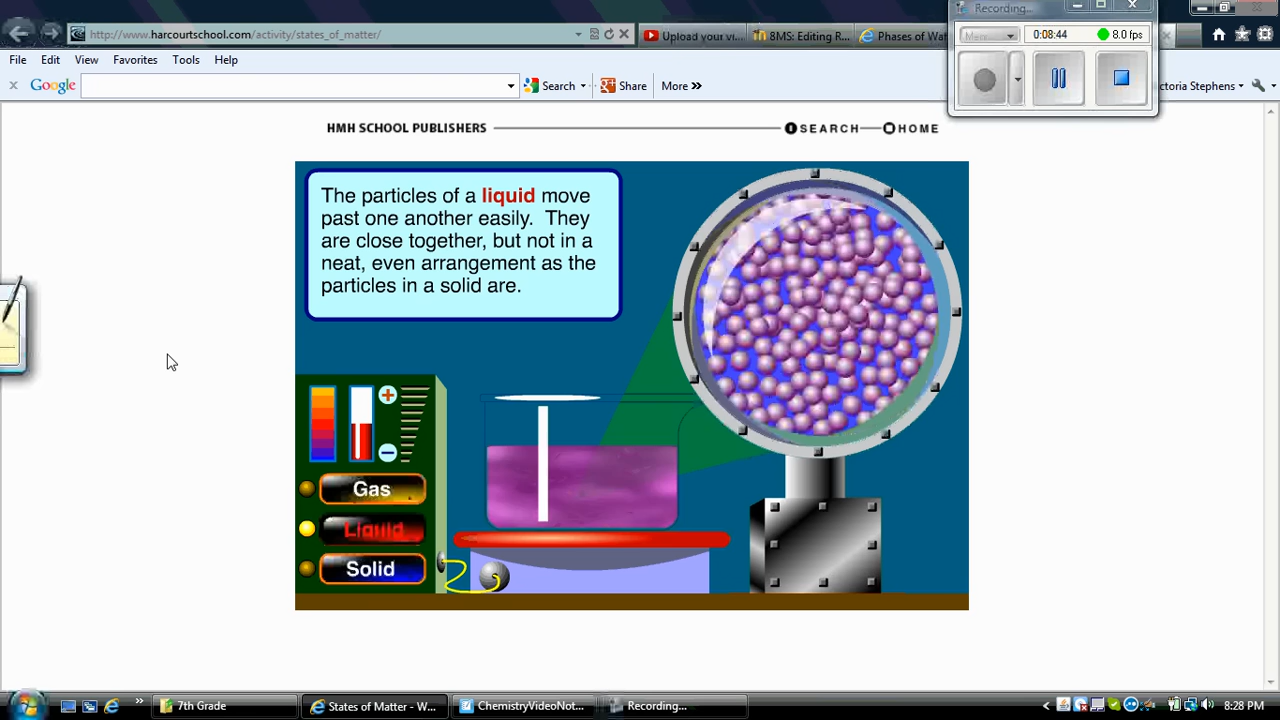 Recording...
http://www.harcourtschool.com/activity/states_of_matter/
Upload your vi...
8MS: Editing R...
Phases of Wat
Men
0:08:44
8.0 fps
File Edit View Favorites Tools Help
x Google
Search
Share
More »
ictoria Stephens
HMH SCHOOL PUBLISHERS
SEARCH
HOME
The particles of a liquid move
past one another easily. They
are close together, but not in a
neat, even arrangement as the
particles in a solid are.
+
−
Gas
Liquid
Solid
7th Grade
States of Matter - W...
ChemistryVideoNot...
Recording...
8:28 PM